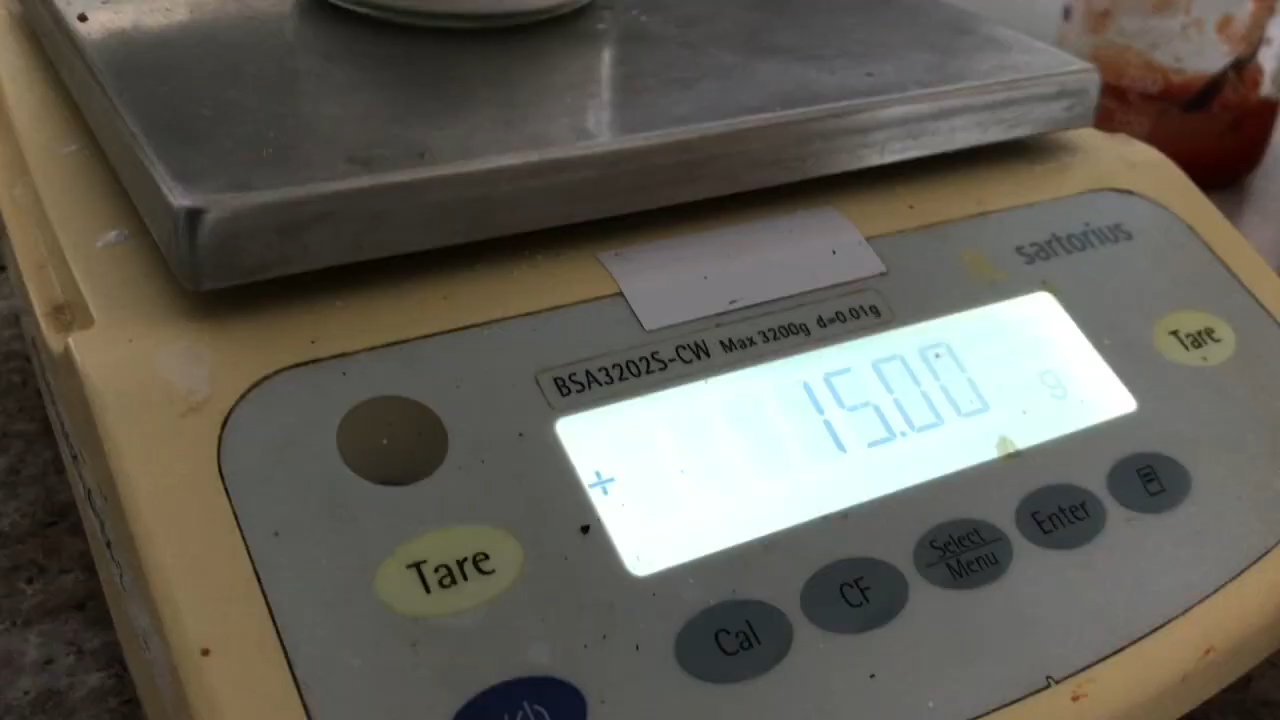 sartorius
BSA3202S-CW Max 3200g d=0.01g
Tare
+ 15.00 g
Tare
Cal
CF
Select
Menu
Enter